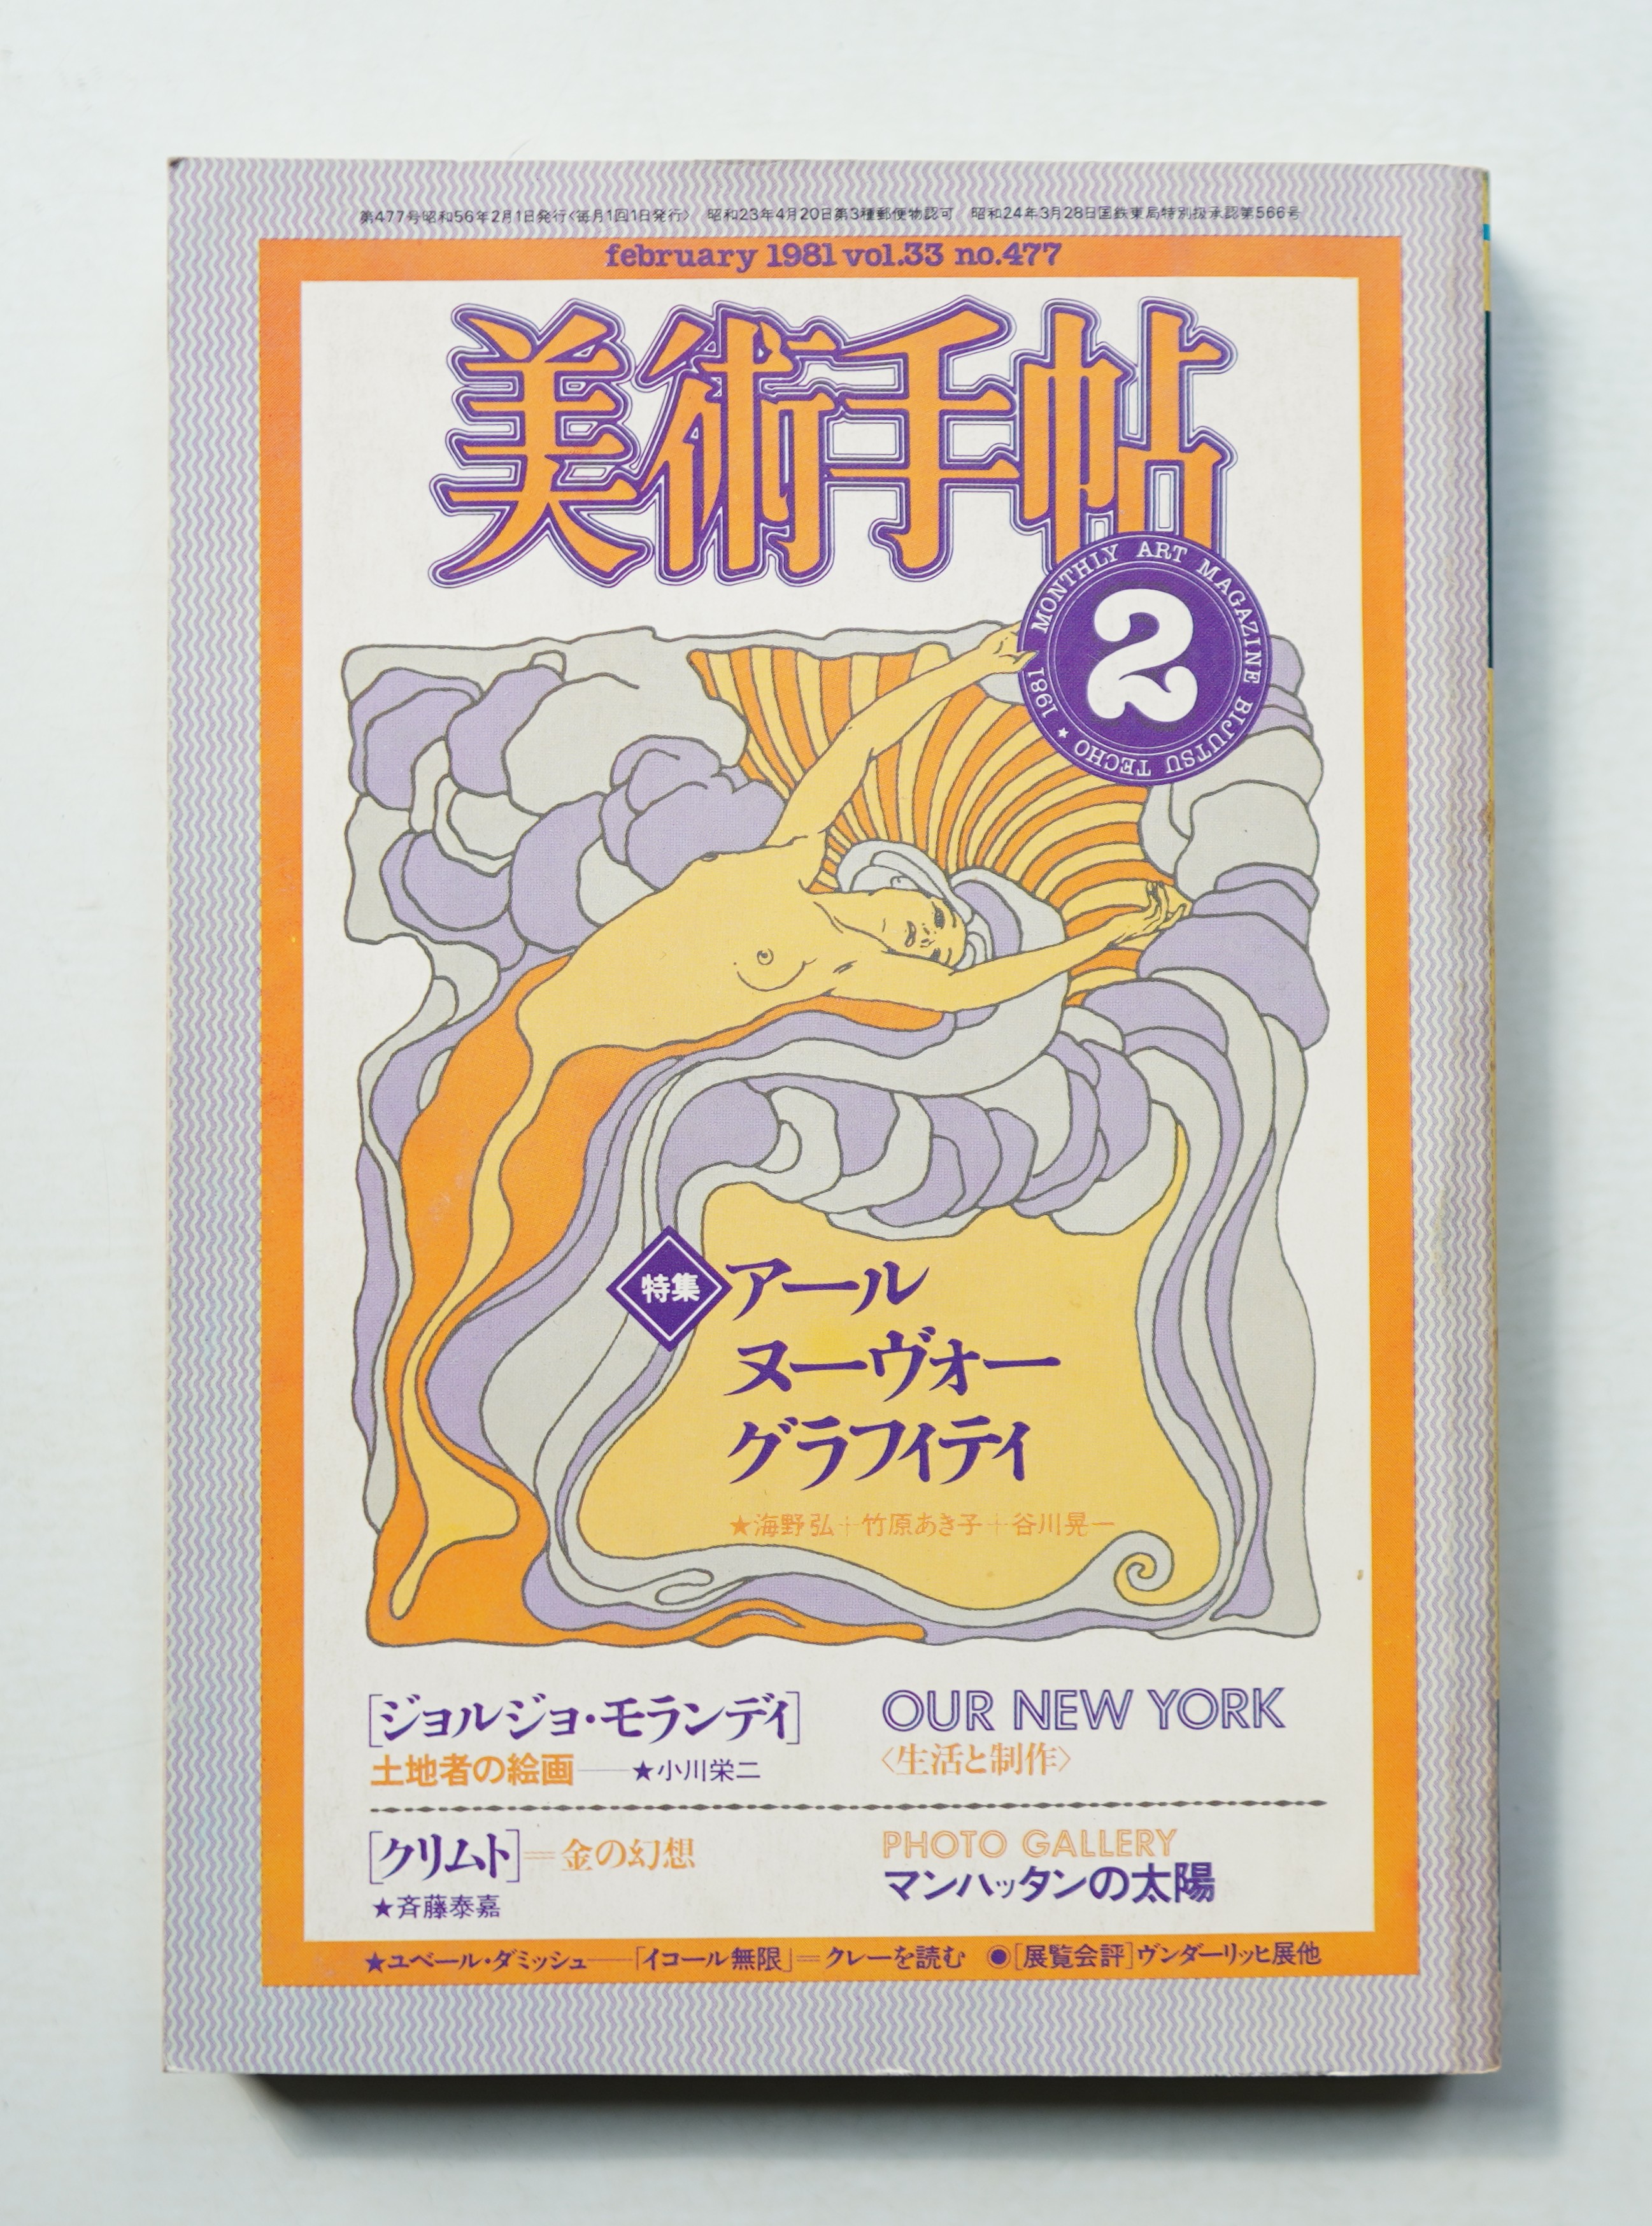 第477号昭和56年2月1日発行〈毎月1回1日発行〉 昭和23年4月20日第3種郵便物認可 昭和24年3月28日国鉄東局特別扱承認第566号
february 1981 vol.33 no.477
美術手帖
MONTHLY ART MAGAZINE BIJUTSU TECHO ★ 1981
2
特集
アール
ヌーヴォー
グラフィティ
★海野弘+竹原あき子+谷川晃一
[ジョルジョ・モランディ]
土地者の絵画——★小川栄二
OUR NEW YORK
〈生活と制作〉
[クリムト]=金の幻想
★斉藤泰嘉
PHOTO GALLERY
マンハッタンの太陽
★ユベール・ダミッシュ——「イコール無限」=クレーを読む ●[展覧会評]ヴンダーリッヒ展他